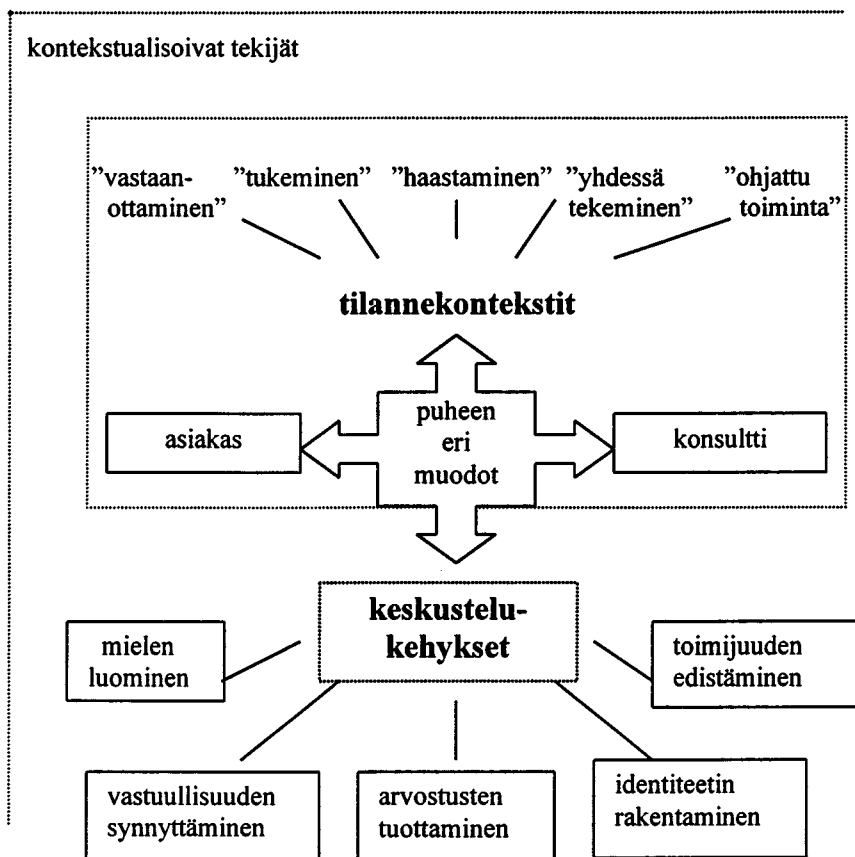 kontekstualisoivat tekijät
”vastaan-
ottaminen”
”tukeminen”
”haastaminen”
”yhdessä
tekeminen”
”ohjattu
toiminta”
tilannekontekstit
asiakas
puheen
eri
muodot
konsultti
keskustelu-
kehykset
mielen
luominen
toimijuuden
edistäminen
vastuullisuuden
synnyttäminen
arvostusten
tuottaminen
identiteetin
rakentaminen